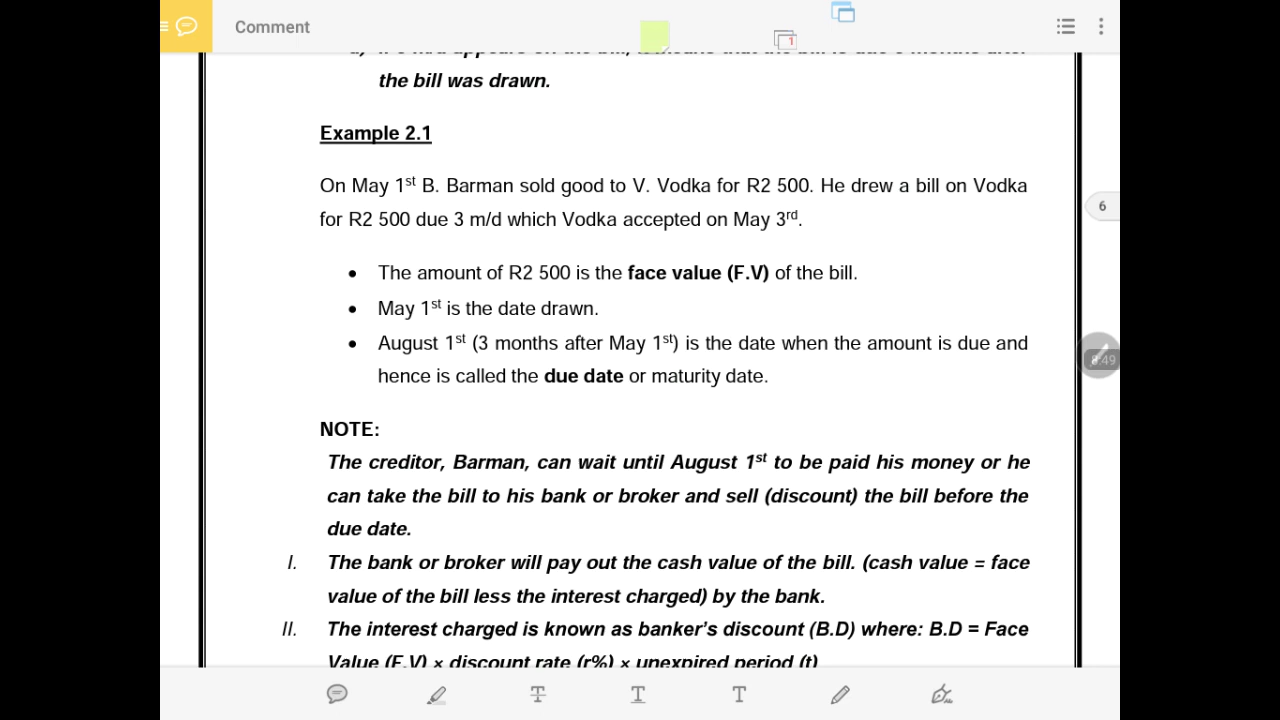 Comment
1
the bill was drawn.
Example 2.1
On May 1st B. Barman sold good to V. Vodka for R2 500. He drew a bill on Vodka
for R2 500 due 3 m/d which Vodka accepted on May 3rd.
6
• The amount of R2 500 is the face value (F.V) of the bill.
• May 1st is the date drawn.
• August 1st (3 months after May 1st) is the date when the amount is due and
8:49
hence is called the due date or maturity date.
NOTE:
The creditor, Barman, can wait until August 1st to be paid his money or he
can take the bill to his bank or broker and sell (discount) the bill before the
due date.
I. The bank or broker will pay out the cash value of the bill. (cash value = face
value of the bill less the interest charged) by the bank.
II. The interest charged is known as banker's discount (B.D) where: B.D = Face
Value (F.V) × discount rate (r%) × unexpired period (t)